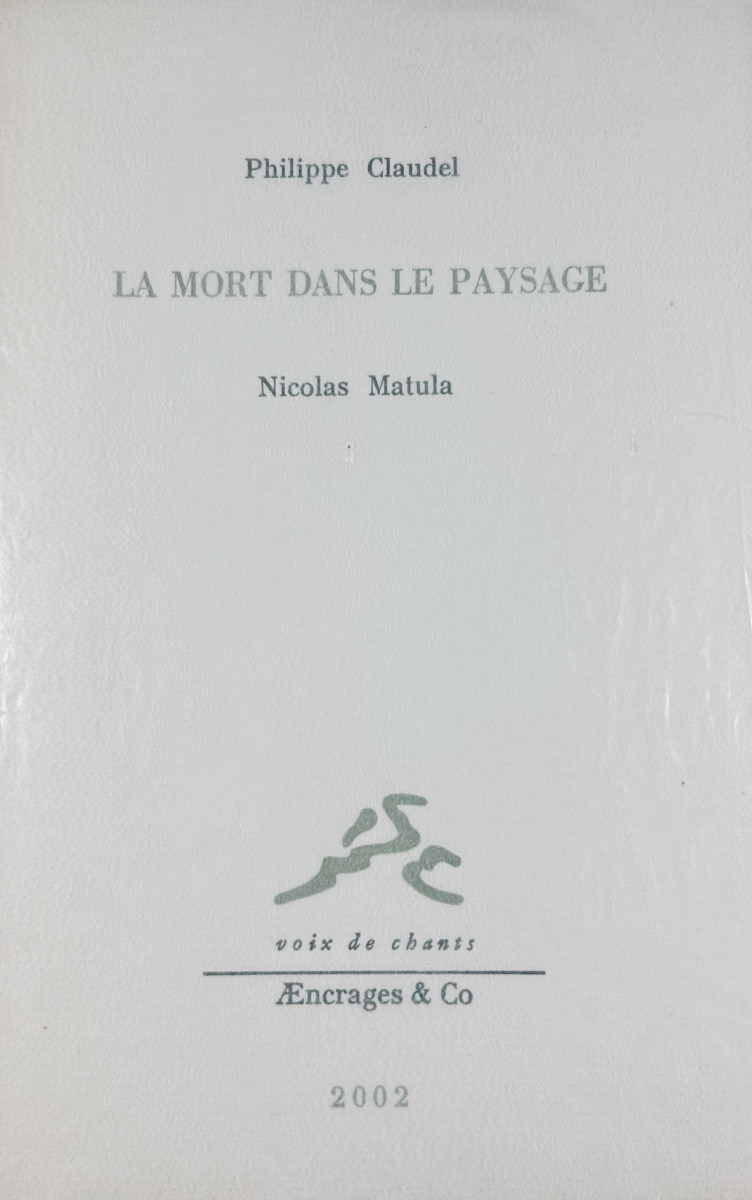 Philippe Claudel
LA MORT DANS LE PAYSAGE
Nicolas Matula
voix de chants
Æncrages & Co
2002